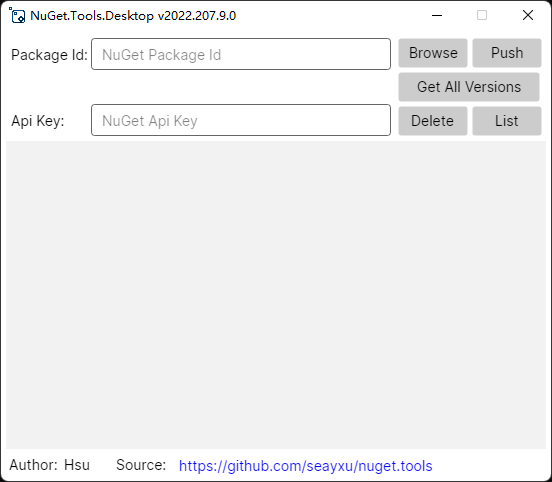 NuGet.Tools.Desktop v2022.207.9.0
Package Id: NuGet Package Id Browse Push
Get All Versions
Api Key: NuGet Api Key Delete List
Author: Hsu Source: https://github.com/seayxu/nuget.tools